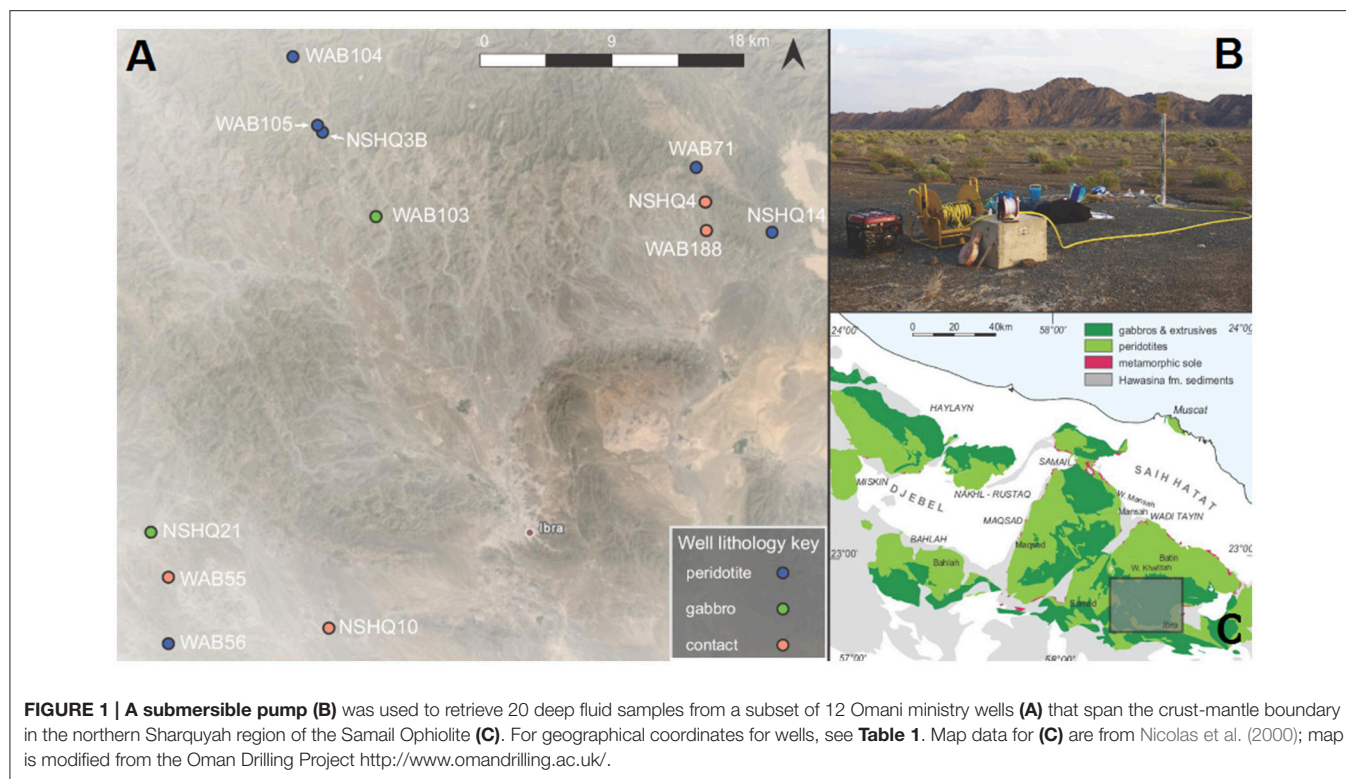 A
0 9 18 km
WAB104
WAB105
NSHQ3B
WAB71
NSHQ4
WAB103
NSHQ14
WAB188
NSHQ21
Ibra
WAB55
NSHQ10
WAB56
Well lithology key
peridotite
gabbro
contact
B
0 20 40km
24°00'
58°00'
24°00'
gabbros & extrusives
peridotites
metamorphic sole
Hawasina fm. sediments
HAYLAYN
Muscat
SAMAIL
SAIH HATAT
MISKIN
DJEBEL
NAKHL - RUSTAQ
W. Mansah
Mansah
WADI TAYIN
MAQSAD
BAHLAH
Maqsad
23°00'
Bahlah
Batin
23°00'
W. Khafifah
Samad
Ibra
C
57°00'
58°00'
FIGURE 1 | A submersible pump (B) was used to retrieve 20 deep fluid samples from a subset of 12 Omani ministry wells (A) that span the crust-mantle boundary
in the northern Sharquyah region of the Samail Ophiolite (C). For geographical coordinates for wells, see Table 1. Map data for (C) are from Nicolas et al. (2000); map
is modified from the Oman Drilling Project http://www.omandrilling.ac.uk/.